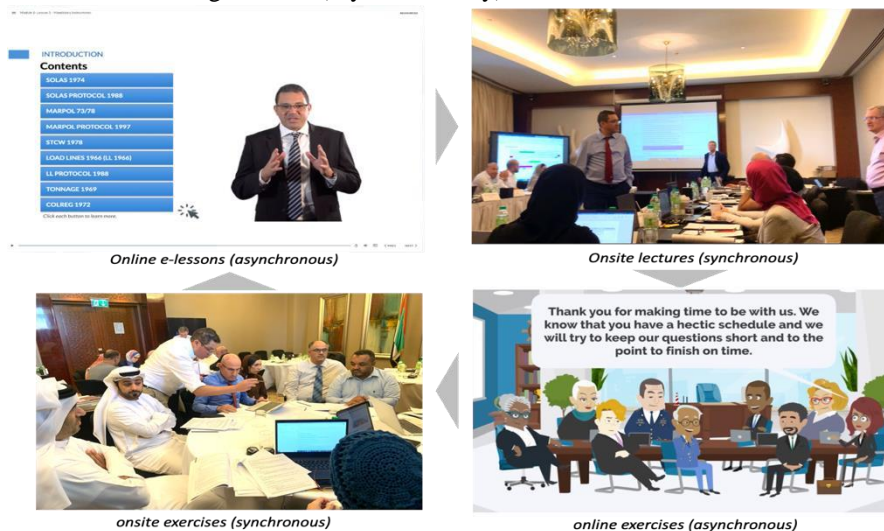 INTRODUCTION
Contents
SOLAS 1974
SOLAS PROTOCOL 1988
MARPOL 73/78
MARPOL PROTOCOL 1997
STCW 1978
LOAD LINES 1966 (LL 1966)
LL PROTOCOL 1988
TONNAGE 1969
COLREG 1972
Click each button to learn more.
Online e-lessons (asynchronous)
Onsite lectures (synchronous)
Thank you for making time to be with us. We
know that you have a hectic schedule and we
will try to keep our questions short and to the
point to finish on time.
onsite exercises (synchronous)
online exercises (asynchronous)